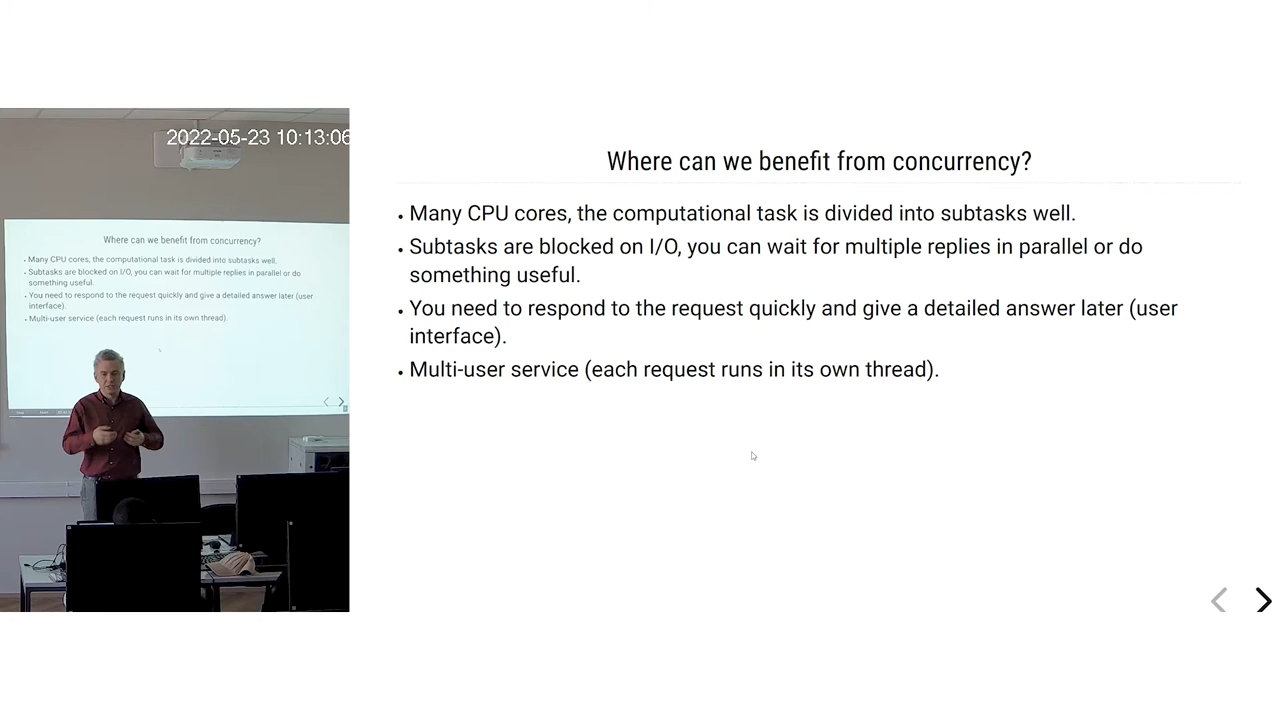 2022-05-23 10:13:06
Where can we benefit from concurrency?
Many CPU cores, the computational task is divided into subtasks well.
Subtasks are blocked on I/O, you can wait for multiple replies in parallel or do
something useful.
You need to respond to the request quickly and give a detailed answer later (user
interface).
Multi-user service (each request runs in its own thread).
Where can we benefit from concurrency?
• Many CPU cores, the computational task is divided into subtasks well.
• Subtasks are blocked on I/O, you can wait for multiple replies in parallel or do
something useful.
• You need to respond to the request quickly and give a detailed answer later (user
interface).
• Multi-user service (each request runs in its own thread).